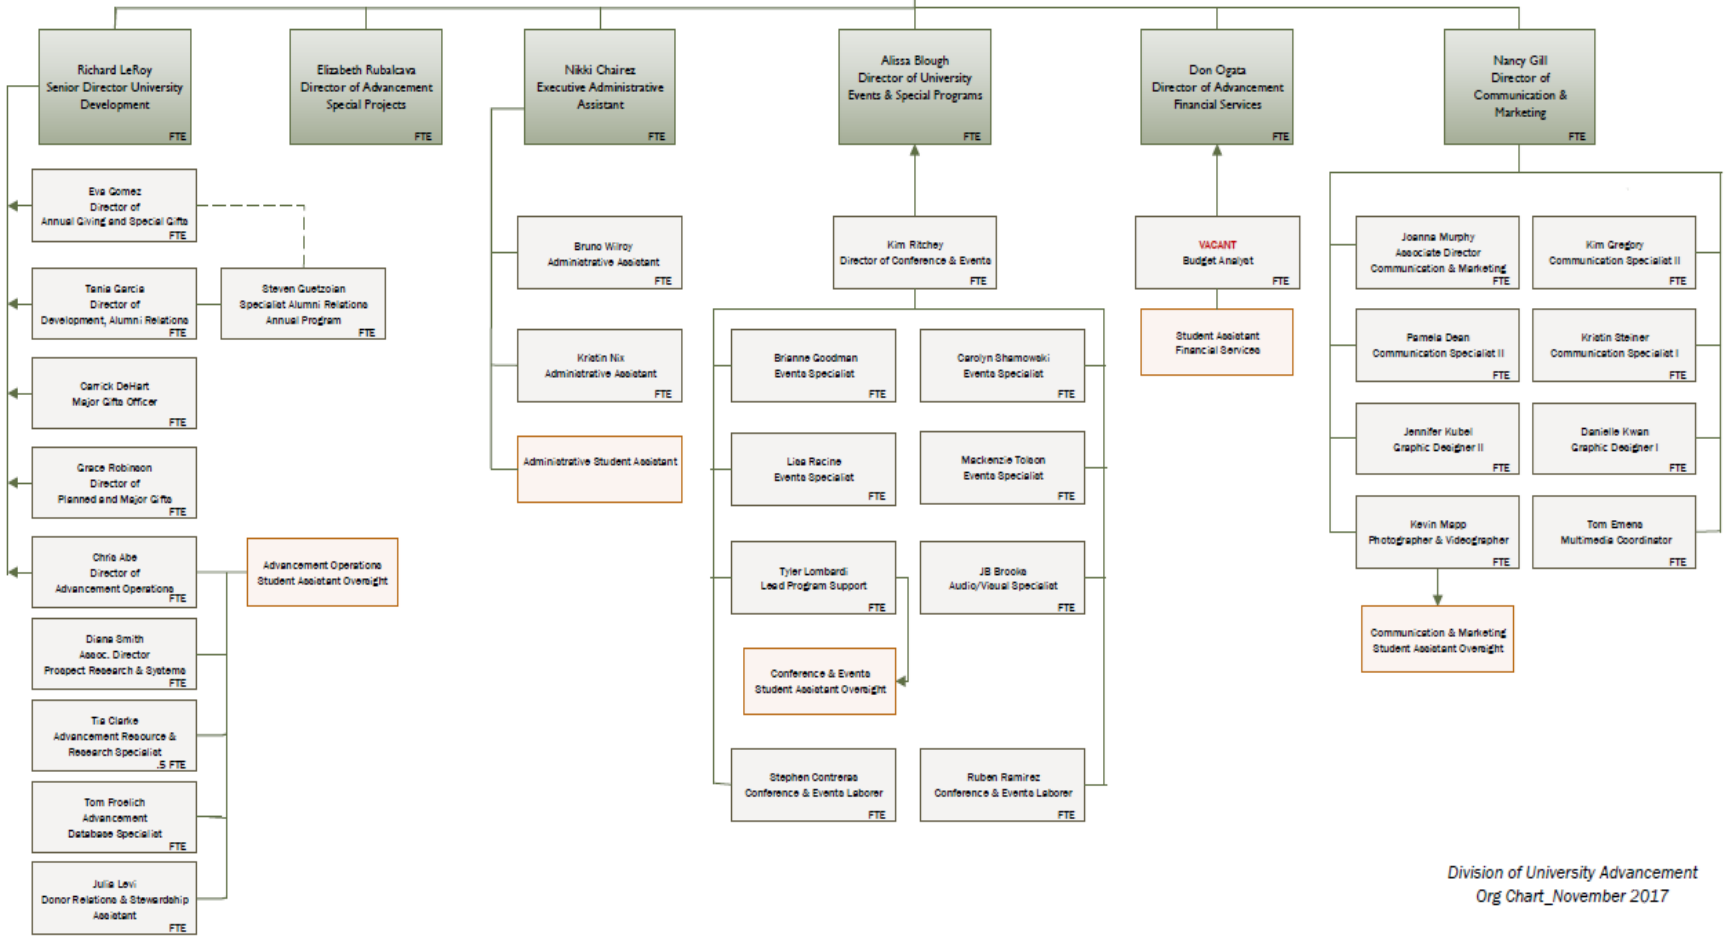 Richard LeRoy
Senior Director University
Development
FTE
Elizabeth Rubalcava
Director of Advancement
Special Projects
FTE
Nikki Chairez
Executive Administrative
Assistant
FTE
Alissa Blough
Director of University
Events & Special Programs
FTE
Don Ogata
Director of Advancement
Financial Services
FTE
Nancy Gill
Director of
Communication &
Marketing
FTE
Eva Gomez
Director of
Annual Giving and Special Gifts
FTE
Tania Garcia
Director of
Development, Alumni Relations
FTE
Steven Guetzoian
Specialist Alumni Relations
Annual Program
FTE
Carrick DeHart
Major Gifts Officer
FTE
Grace Robinson
Director of
Planned and Major Gifts
FTE
Chris Abe
Director of
Advancement Operations
FTE
Advancement Operations
Student Assistant Oversight
Diana Smith
Assoc. Director
Prospect Research & Systems
FTE
Tia Clarke
Advancement Resource &
Research Specialist
.5 FTE
Tom Froelich
Advancement
Database Specialist
FTE
Julia Levi
Donor Relations & Stewardship
Assistant
FTE
Bruno Wilroy
Administrative Assistant
FTE
Kristin Nix
Administrative Assistant
FTE
Administrative Student Assistant
Kim Ritchey
Director of Conference & Events
FTE
Brianne Goodman
Events Specialist
FTE
Carolyn Shamowski
Events Specialist
FTE
Lisa Racine
Events Specialist
FTE
Mackenzie Tolson
Events Specialist
FTE
Tyler Lombardi
Lead Program Support
FTE
JB Brooks
Audio/Visual Specialist
FTE
Conference & Events
Student Assistant Oversight
Stephen Contreras
Conference & Events Laborer
FTE
Ruben Ramirez
Conference & Events Laborer
FTE
VACANT
Budget Analyst
FTE
Student Assistant
Financial Services
Joanna Murphy
Associate Director
Communication & Marketing
FTE
Kim Gregory
Communication Specialist II
FTE
Pamela Dean
Communication Specialist II
FTE
Kristin Steiner
Communication Specialist I
FTE
Jennifer Kubel
Graphic Designer II
FTE
Danielle Kwan
Graphic Designer I
FTE
Kevin Mapp
Photographer & Videographer
FTE
Tom Emens
Multimedia Coordinator
FTE
Communication & Marketing
Student Assistant Oversight
Division of University Advancement
Org Chart_November 2017